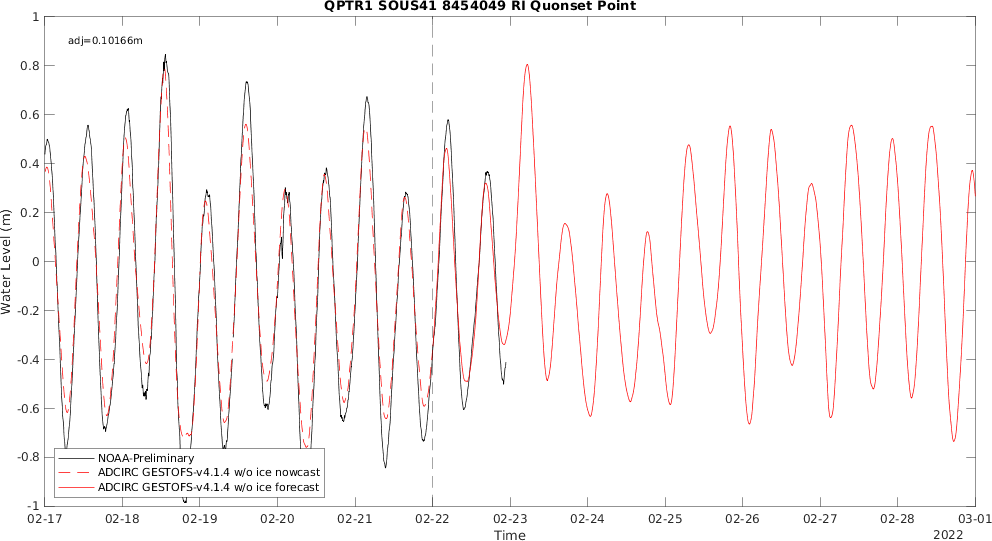 QPTR1 SOUS41 8454049 RI Quonset Point
adj=0.10166m
1
0.8
0.6
0.4
0.2
0
-0.2
-0.4
-0.6
-0.8
-1
Water Level (m)
NOAA-Preliminary
ADCIRC GESTOFS-v4.1.4 w/o ice nowcast
ADCIRC GESTOFS-v4.1.4 w/o ice forecast
02-17 02-18 02-19 02-20 02-21 02-22 02-23 02-24 02-25 02-26 02-27 02-28 03-01
Time
2022